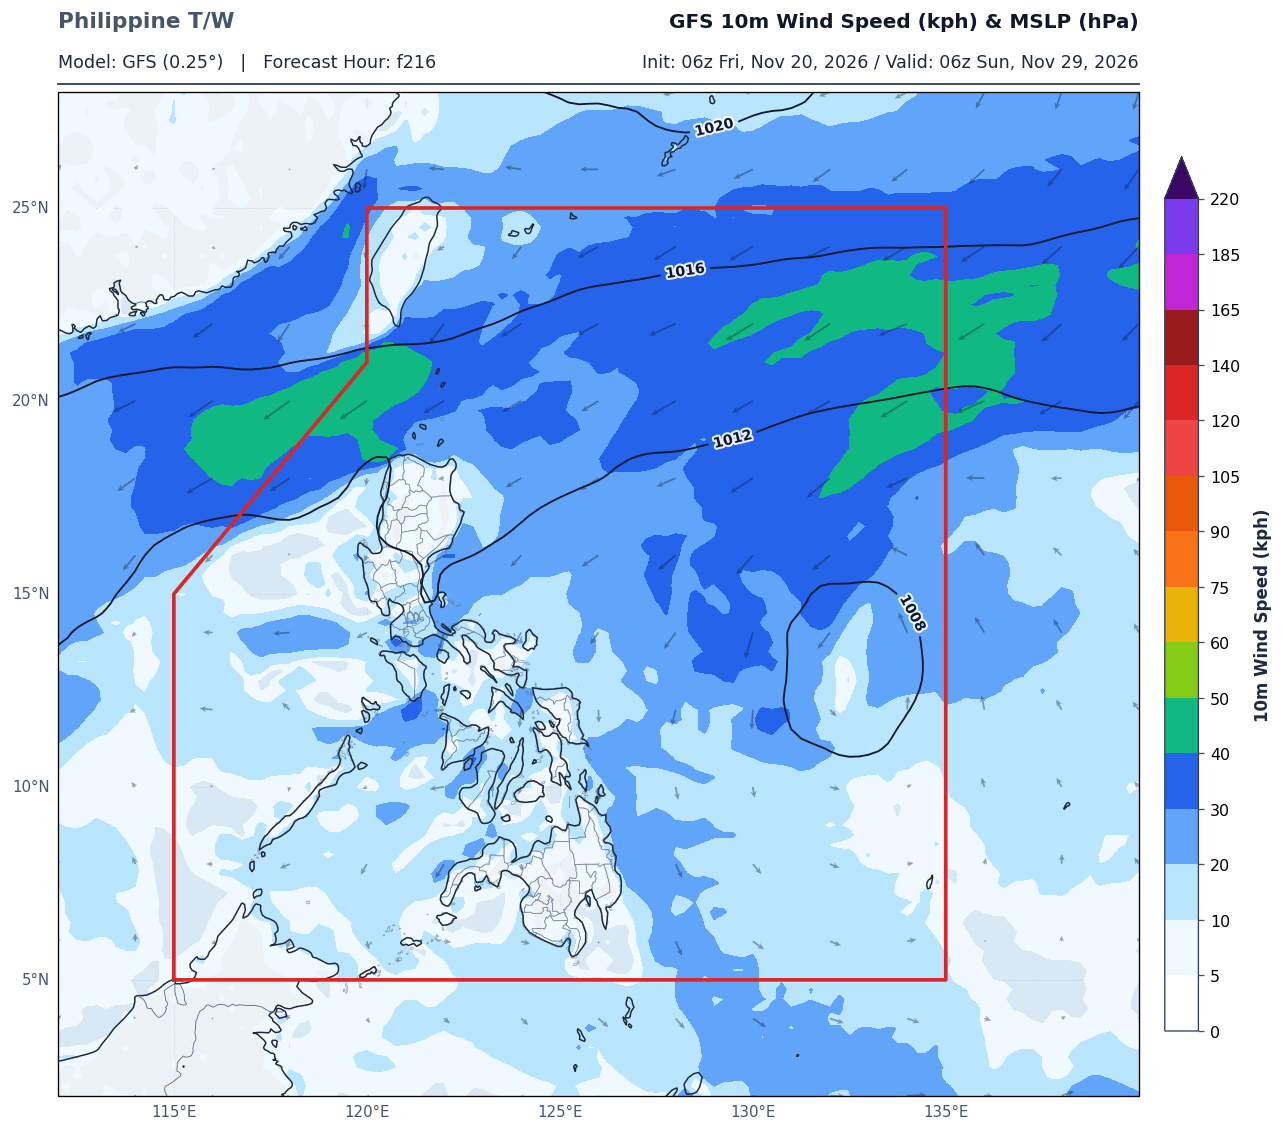 Philippine T/W
GFS 10m Wind Speed (kph) & MSLP (hPa)
Model: GFS (0.25°) | Forecast Hour: f216
Init: 06z Fri, Nov 20, 2026 / Valid: 06z Sun, Nov 29, 2026
1020
1016
1012
1008
25°N
20°N
15°N
10°N
5°N
115°E
120°E
125°E
130°E
135°E
220
185
165
140
120
105
90
75
60
50
40
30
20
10
5
0
10m Wind Speed (kph)